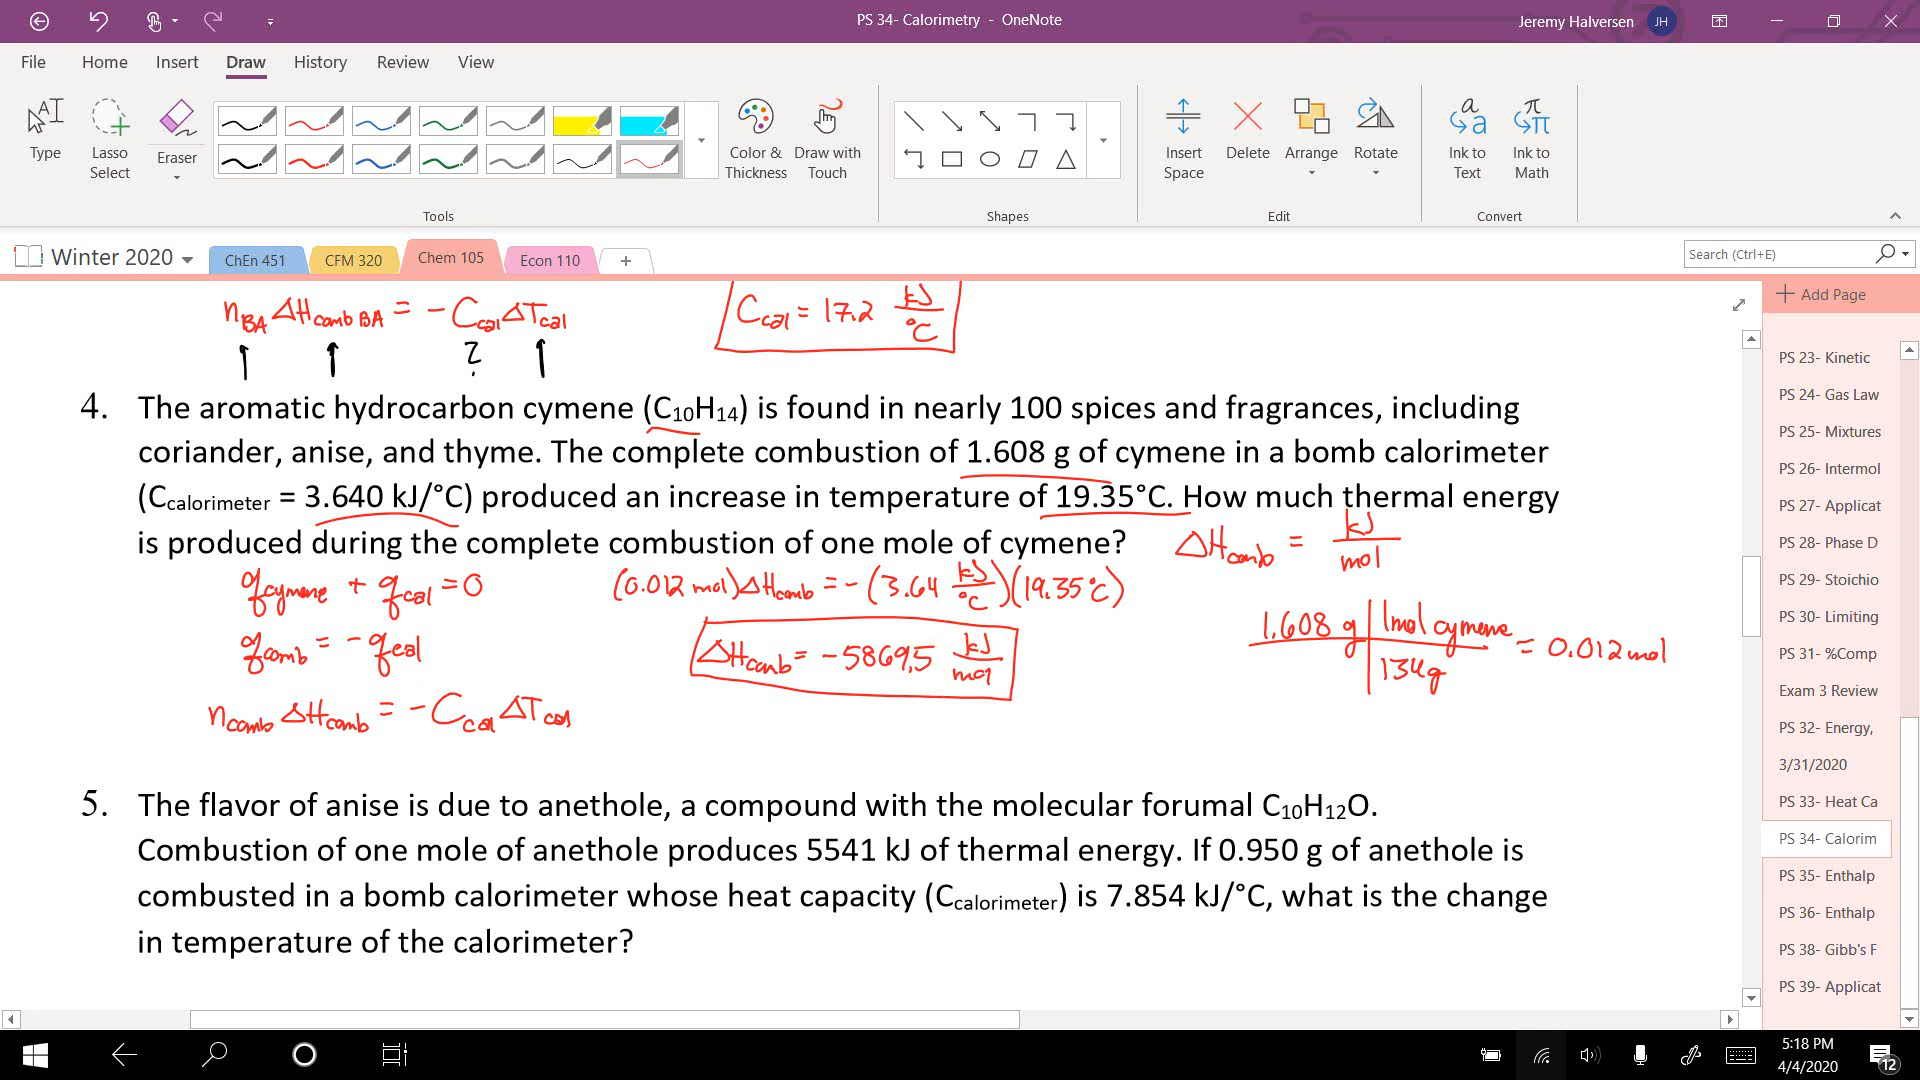 PS 34- Calorimetry - OneNote
Jeremy Halversen JH
File Home Insert Draw History Review View
Type
Lasso Select
Eraser
Color & Thickness
Draw with Touch
Insert Space
Delete
Arrange
Rotate
Ink to Text
Ink to Math
Tools
Shapes
Edit
Convert
Winter 2020
ChEn 451
CFM 320
Chem 105
Econ 110
+
Search (Ctrl+E)
n_BA ΔH_comb BA = - C_cal ΔT_cal
?
C_cal = 17.2 kJ/°C
4. The aromatic hydrocarbon cymene (C₁₀H₁₄) is found in nearly 100 spices and fragrances, including
coriander, anise, and thyme. The complete combustion of 1.608 g of cymene in a bomb calorimeter
(Ccalorimeter = 3.640 kJ/°C) produced an increase in temperature of 19.35°C. How much thermal energy
is produced during the complete combustion of one mole of cymene?
ΔH_comb = kJ/mol
q_cymene + q_cal = 0
(0.012 mol) ΔH_comb = - (3.64 kJ/°C)(19.35°C)
1.608 g | 1 mol cymene / 134g = 0.012 mol
q_comb = - q_cal
ΔH_comb = -5869.5 kJ/mol
n_comb ΔH_comb = - C_cal ΔT_cal
5. The flavor of anise is due to anethole, a compound with the molecular forumal C₁₀H₁₂O.
Combustion of one mole of anethole produces 5541 kJ of thermal energy. If 0.950 g of anethole is
combusted in a bomb calorimeter whose heat capacity (Ccalorimeter) is 7.854 kJ/°C, what is the change
in temperature of the calorimeter?
Add Page
PS 23- Kinetic
PS 24- Gas Law
PS 25- Mixtures
PS 26- Intermol
PS 27- Applicat
PS 28- Phase D
PS 29- Stoichio
PS 30- Limiting
PS 31- %Comp
Exam 3 Review
PS 32- Energy,
3/31/2020
PS 33- Heat Ca
PS 34- Calorim
PS 35- Enthalp
PS 36- Enthalp
PS 38- Gibb's F
PS 39- Applicat
5:18 PM
4/4/2020
12